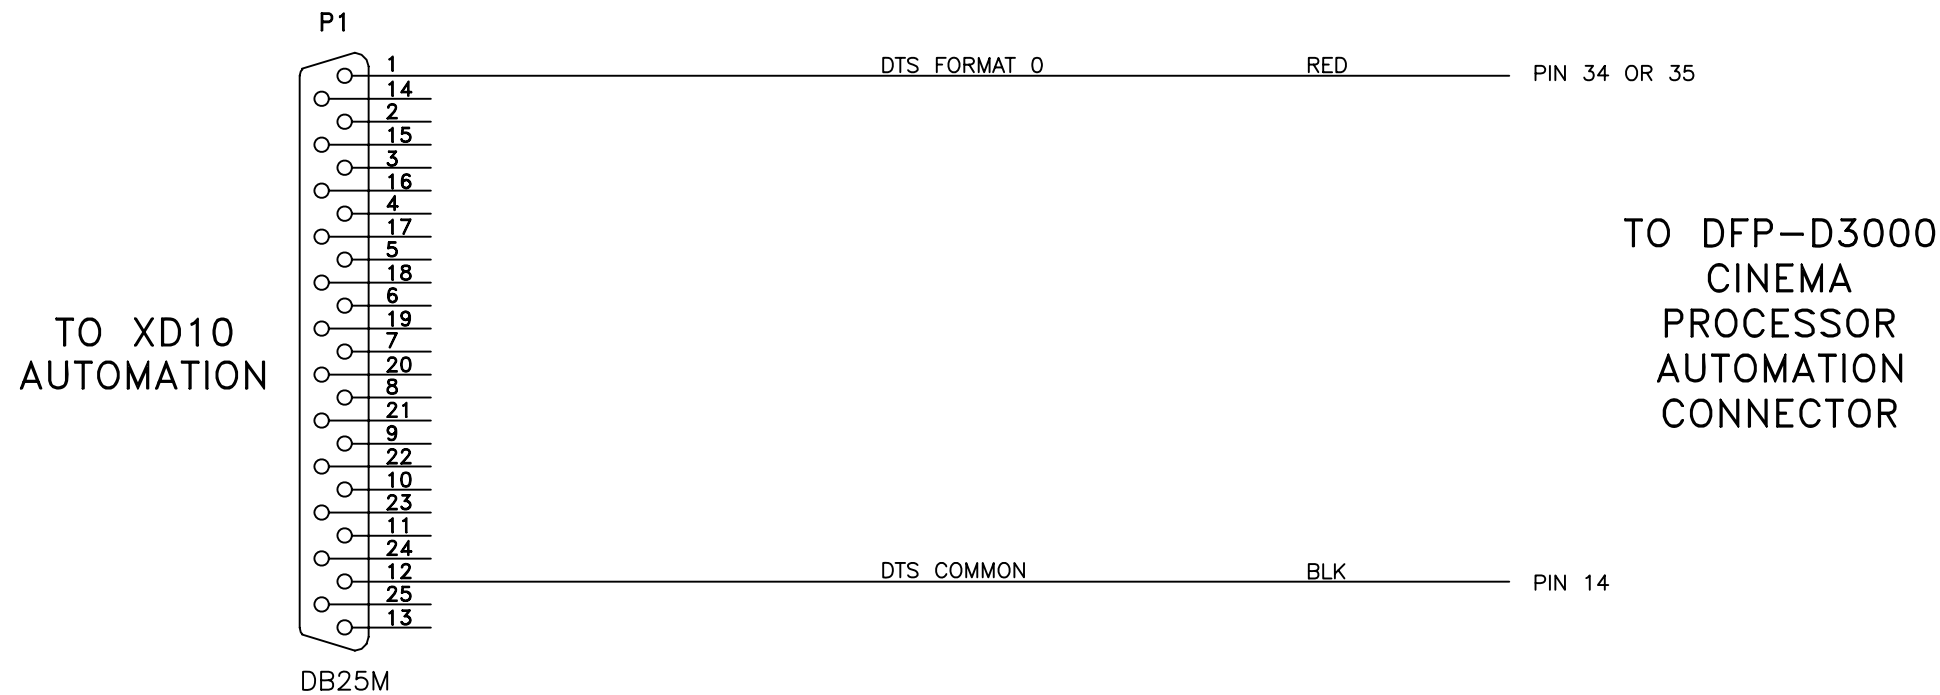 P1
1 DTS FORMAT 0 RED PIN 34 OR 35
14
2
15
3
16
4
17
5
18
6
19
7
20
8
21
9
22
10
23
11
24
12 DTS COMMON BLK PIN 14
25
13
DB25M
TO XD10
AUTOMATION
TO DFP-D3000
CINEMA
PROCESSOR
AUTOMATION
CONNECTOR